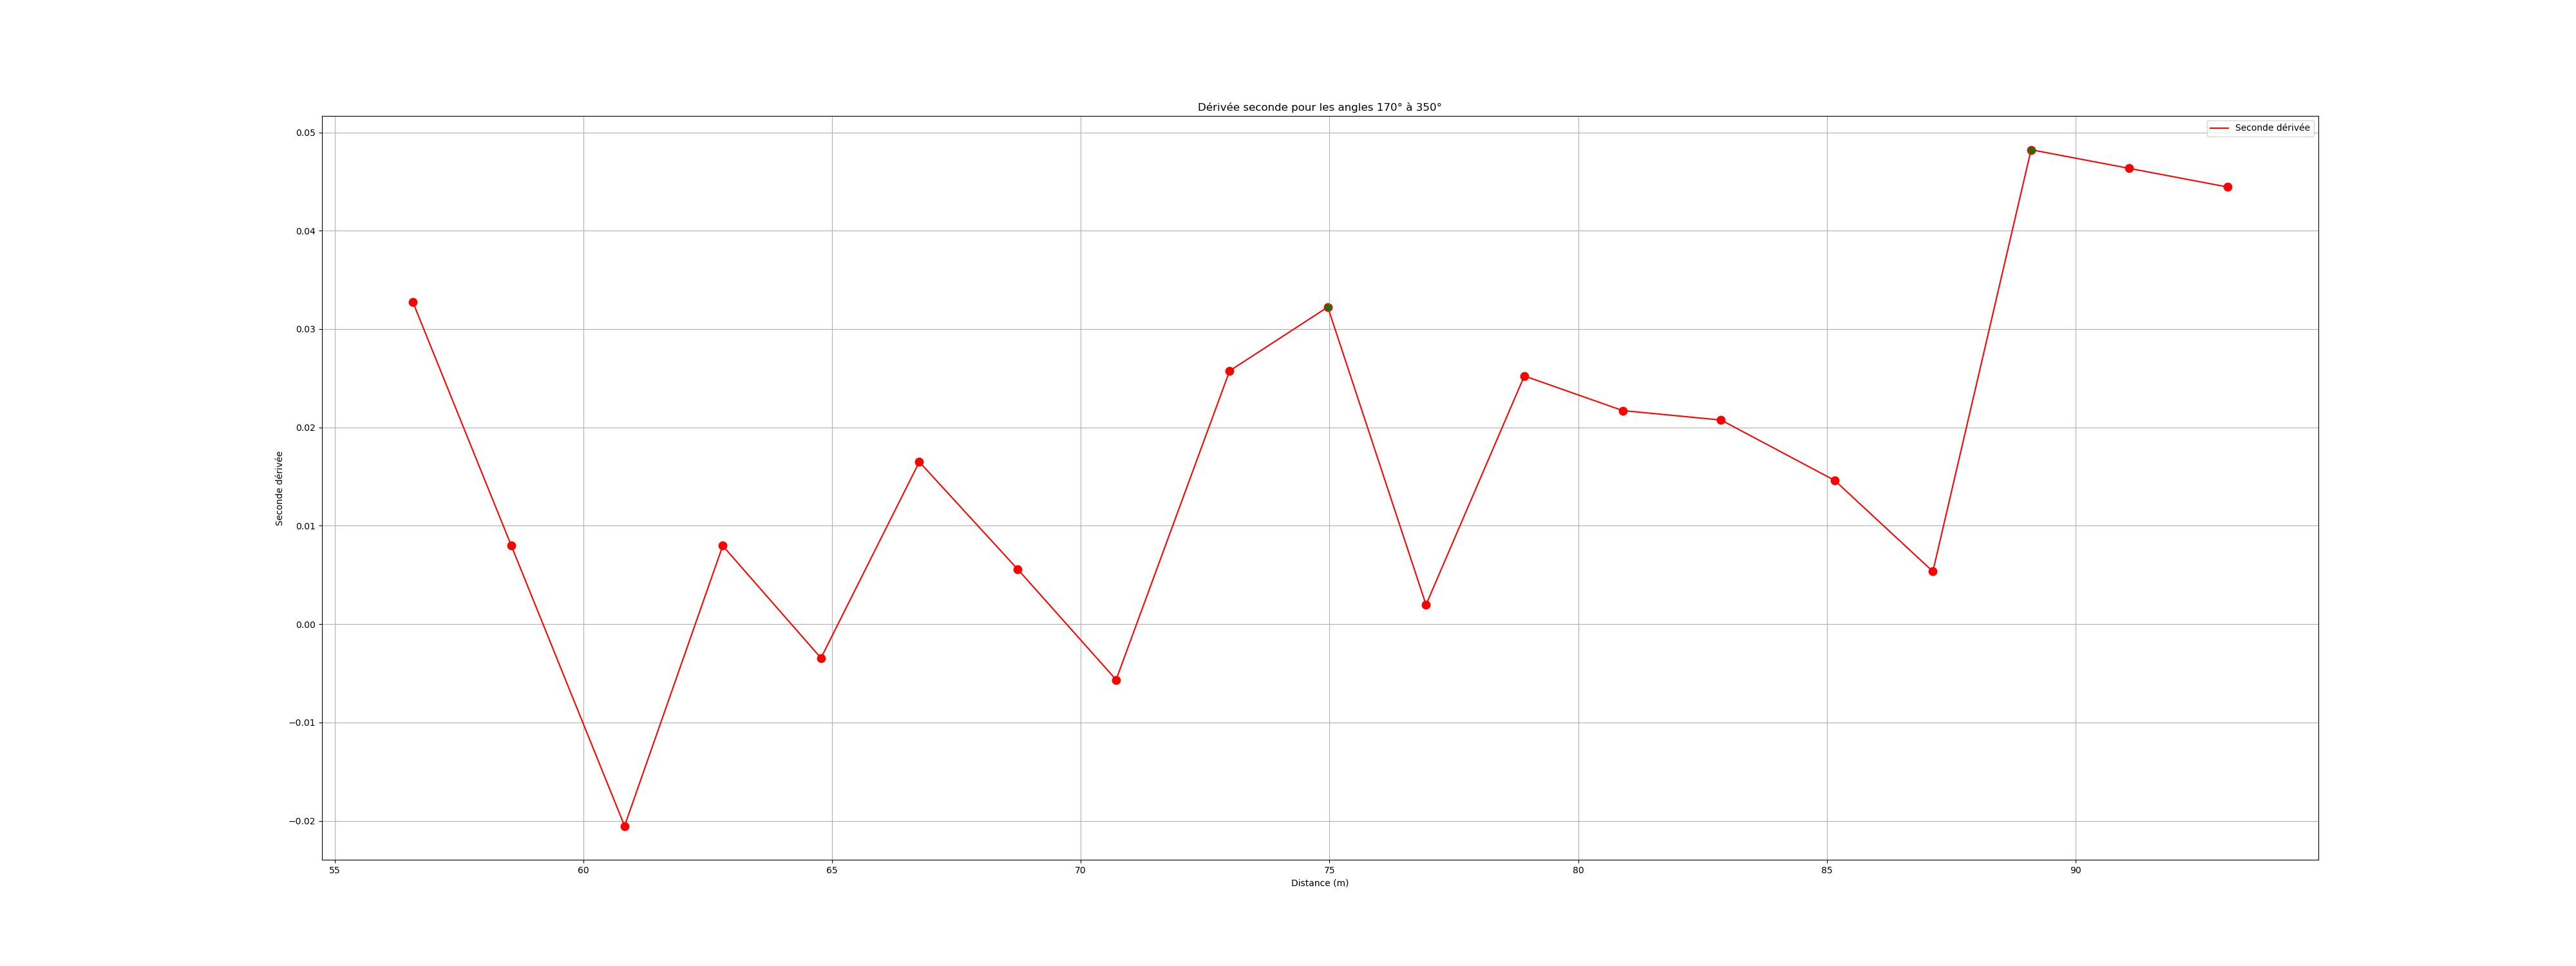 Dérivée seconde pour les angles 170° à 350°
Seconde dérivée
0.05
0.04
0.03
0.02
0.01
0.00
−0.01
−0.02
Seconde dérivée
55 60 65 70 75 80 85 90
Distance (m)